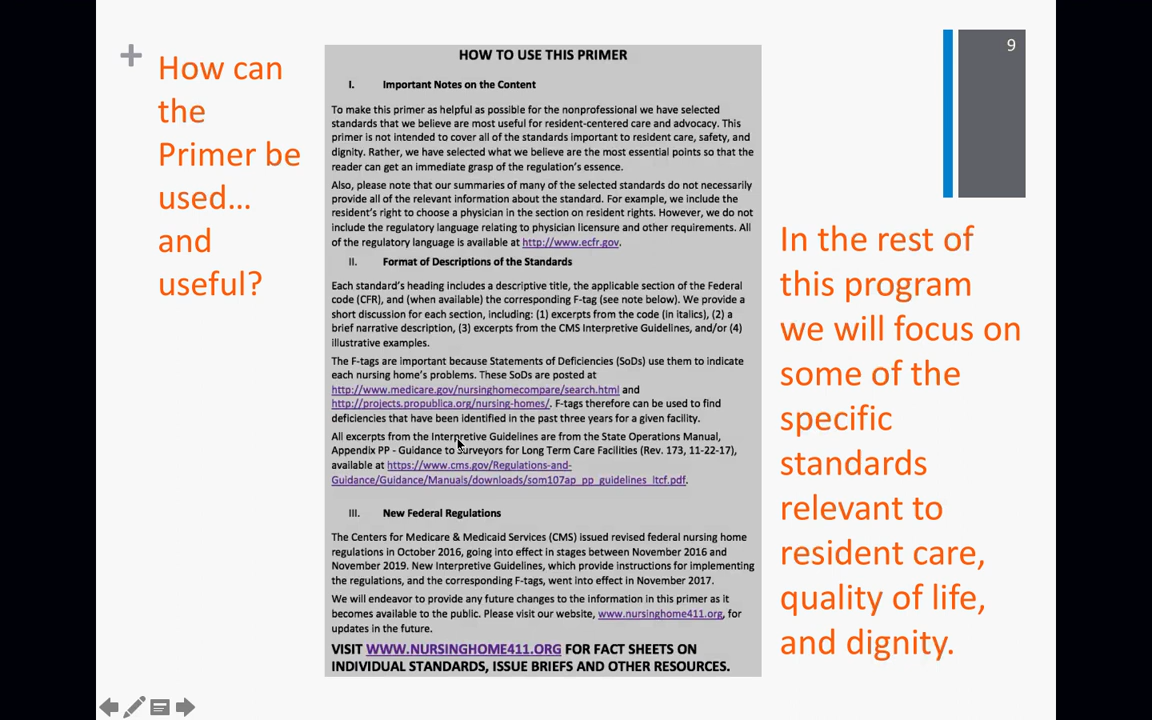 + How can
the
Primer be
used...
and
useful?
HOW TO USE THIS PRIMER
I. Important Notes on the Content
To make this primer as helpful as possible for the nonprofessional we have selected
standards that we believe are most useful for resident-centered care and advocacy. This
primer is not intended to cover all of the standards important to resident care, safety, and
dignity. Rather, we have selected what we believe are the most essential points so that the
reader can get an immediate grasp of the regulation's essence.
Also, please note that our summaries of many of the selected standards do not necessarily
provide all of the relevant information about the standard. For example, we include the
resident's right to choose a physician in the section on resident rights. However, we do not
include the regulatory language relating to physician licensure and other requirements. All
of the regulatory language is available at http://www.ecfr.gov.
II. Format of Descriptions of the Standards
Each standard's heading includes a descriptive title, the applicable section of the Federal
code (CFR), and (when available) the corresponding F-tag (see note below). We provide a
short discussion for each section, including: (1) excerpts from the code (in italics), (2) a
brief narrative description, (3) excerpts from the CMS Interpretive Guidelines, and/or (4)
illustrative examples.
The F-tags are important because Statements of Deficiencies (SoDs) use them to indicate
each nursing home's problems. These SoDs are posted at
http://www.medicare.gov/nursinghomecompare/search.html and
http://projects.propublica.org/nursing-homes/. F-tags therefore can be used to find
deficiencies that have been identified in the past three years for a given facility.
All excerpts from the Interpretive Guidelines are from the State Operations Manual,
Appendix PP - Guidance to Surveyors for Long Term Care Facilities (Rev. 173, 11-22-17),
available at https://www.cms.gov/Regulations-and-
Guidance/Guidance/Manuals/downloads/som107ap_pp_guidelines_ltcf.pdf.
III. New Federal Regulations
The Centers for Medicare & Medicaid Services (CMS) issued revised federal nursing home
regulations in October 2016, going into effect in stages between November 2016 and
November 2019. New Interpretive Guidelines, which provide instructions for implementing
the regulations, and the corresponding F-tags, went into effect in November 2017.
We will endeavor to provide any future changes to the information in this primer as it
becomes available to the public. Please visit our website, www.nursinghome411.org, for
updates in the future.
VISIT WWW.NURSINGHOME411.ORG FOR FACT SHEETS ON
INDIVIDUAL STANDARDS, ISSUE BRIEFS AND OTHER RESOURCES.
9
In the rest of
this program
we will focus on
some of the
specific
standards
relevant to
resident care,
quality of life,
and dignity.